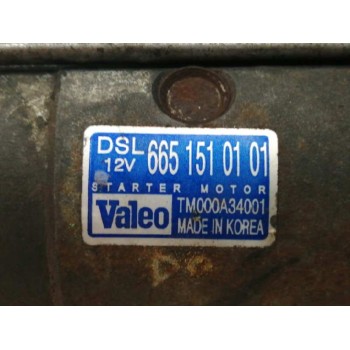 DSL 12V 665 151 01 01
STARTER MOTOR
Valeo TM000A34001
MADE IN KOREA